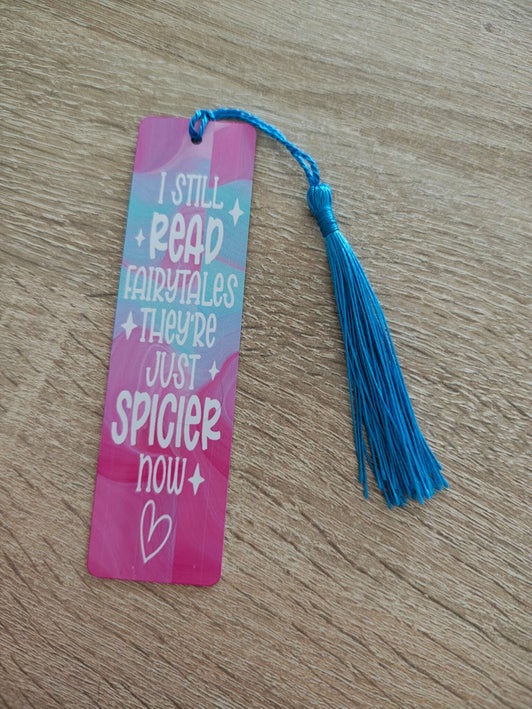 I STILL
READ
FAIRYTALES
THEY'RE
JUST
SPICIER
NOW